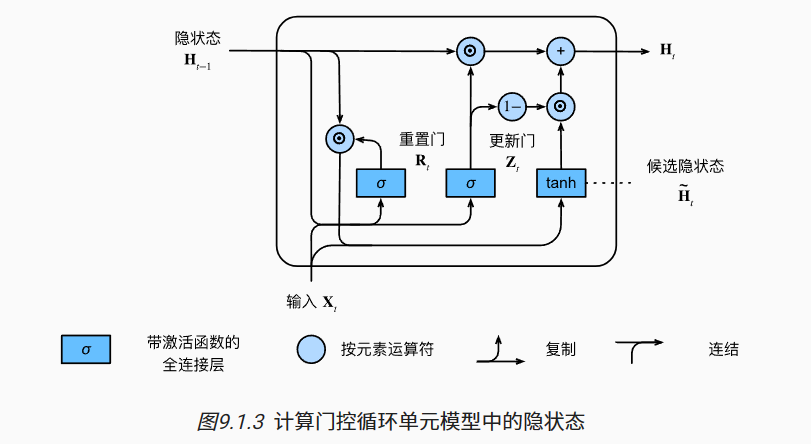 隐状态
H_{t−1}
H_t
1−
+
重置门
R_t
更新门
Z_t
σ
σ
tanh
候选隐状态
H̃_t
输入 X_t
σ
带激活函数的
全连接层
按元素运算符
复制
连结
图9.1.3 计算门控循环单元模型中的隐状态